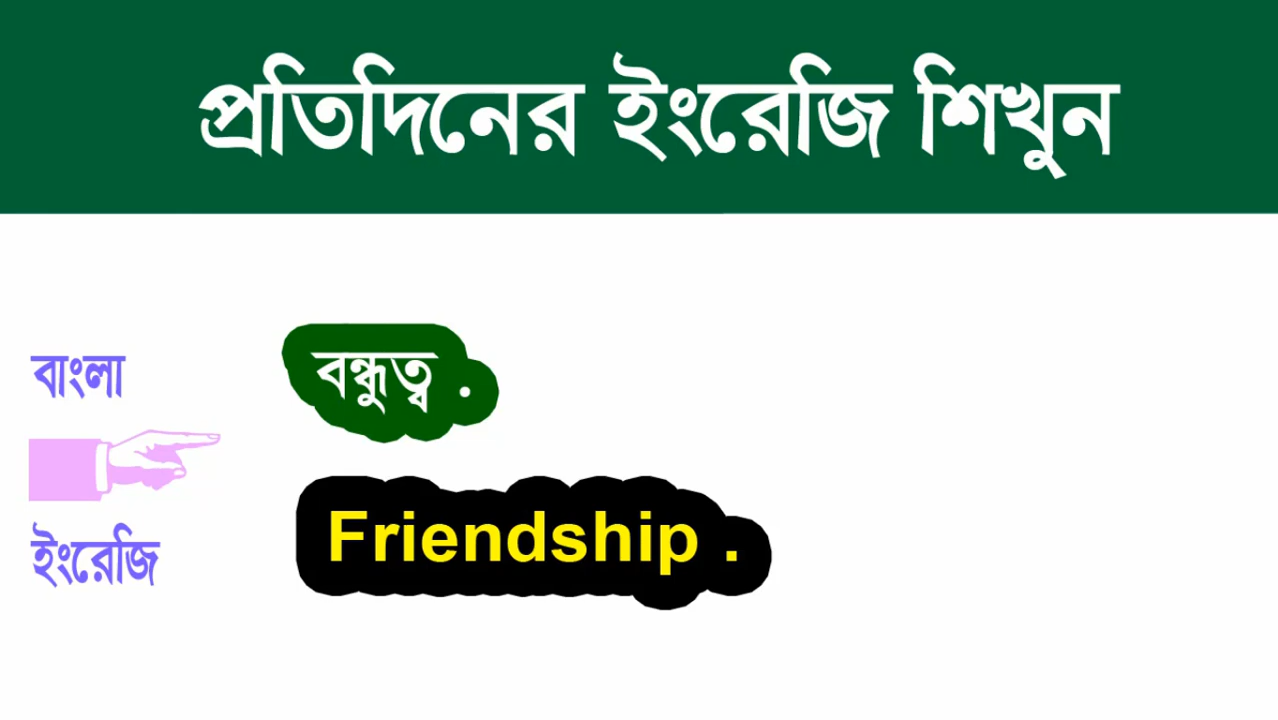 প্রতিদিনের ইংরেজি শিখুন
বাংলা
বন্ধুত্ব .
ইংরেজি
Friendship .